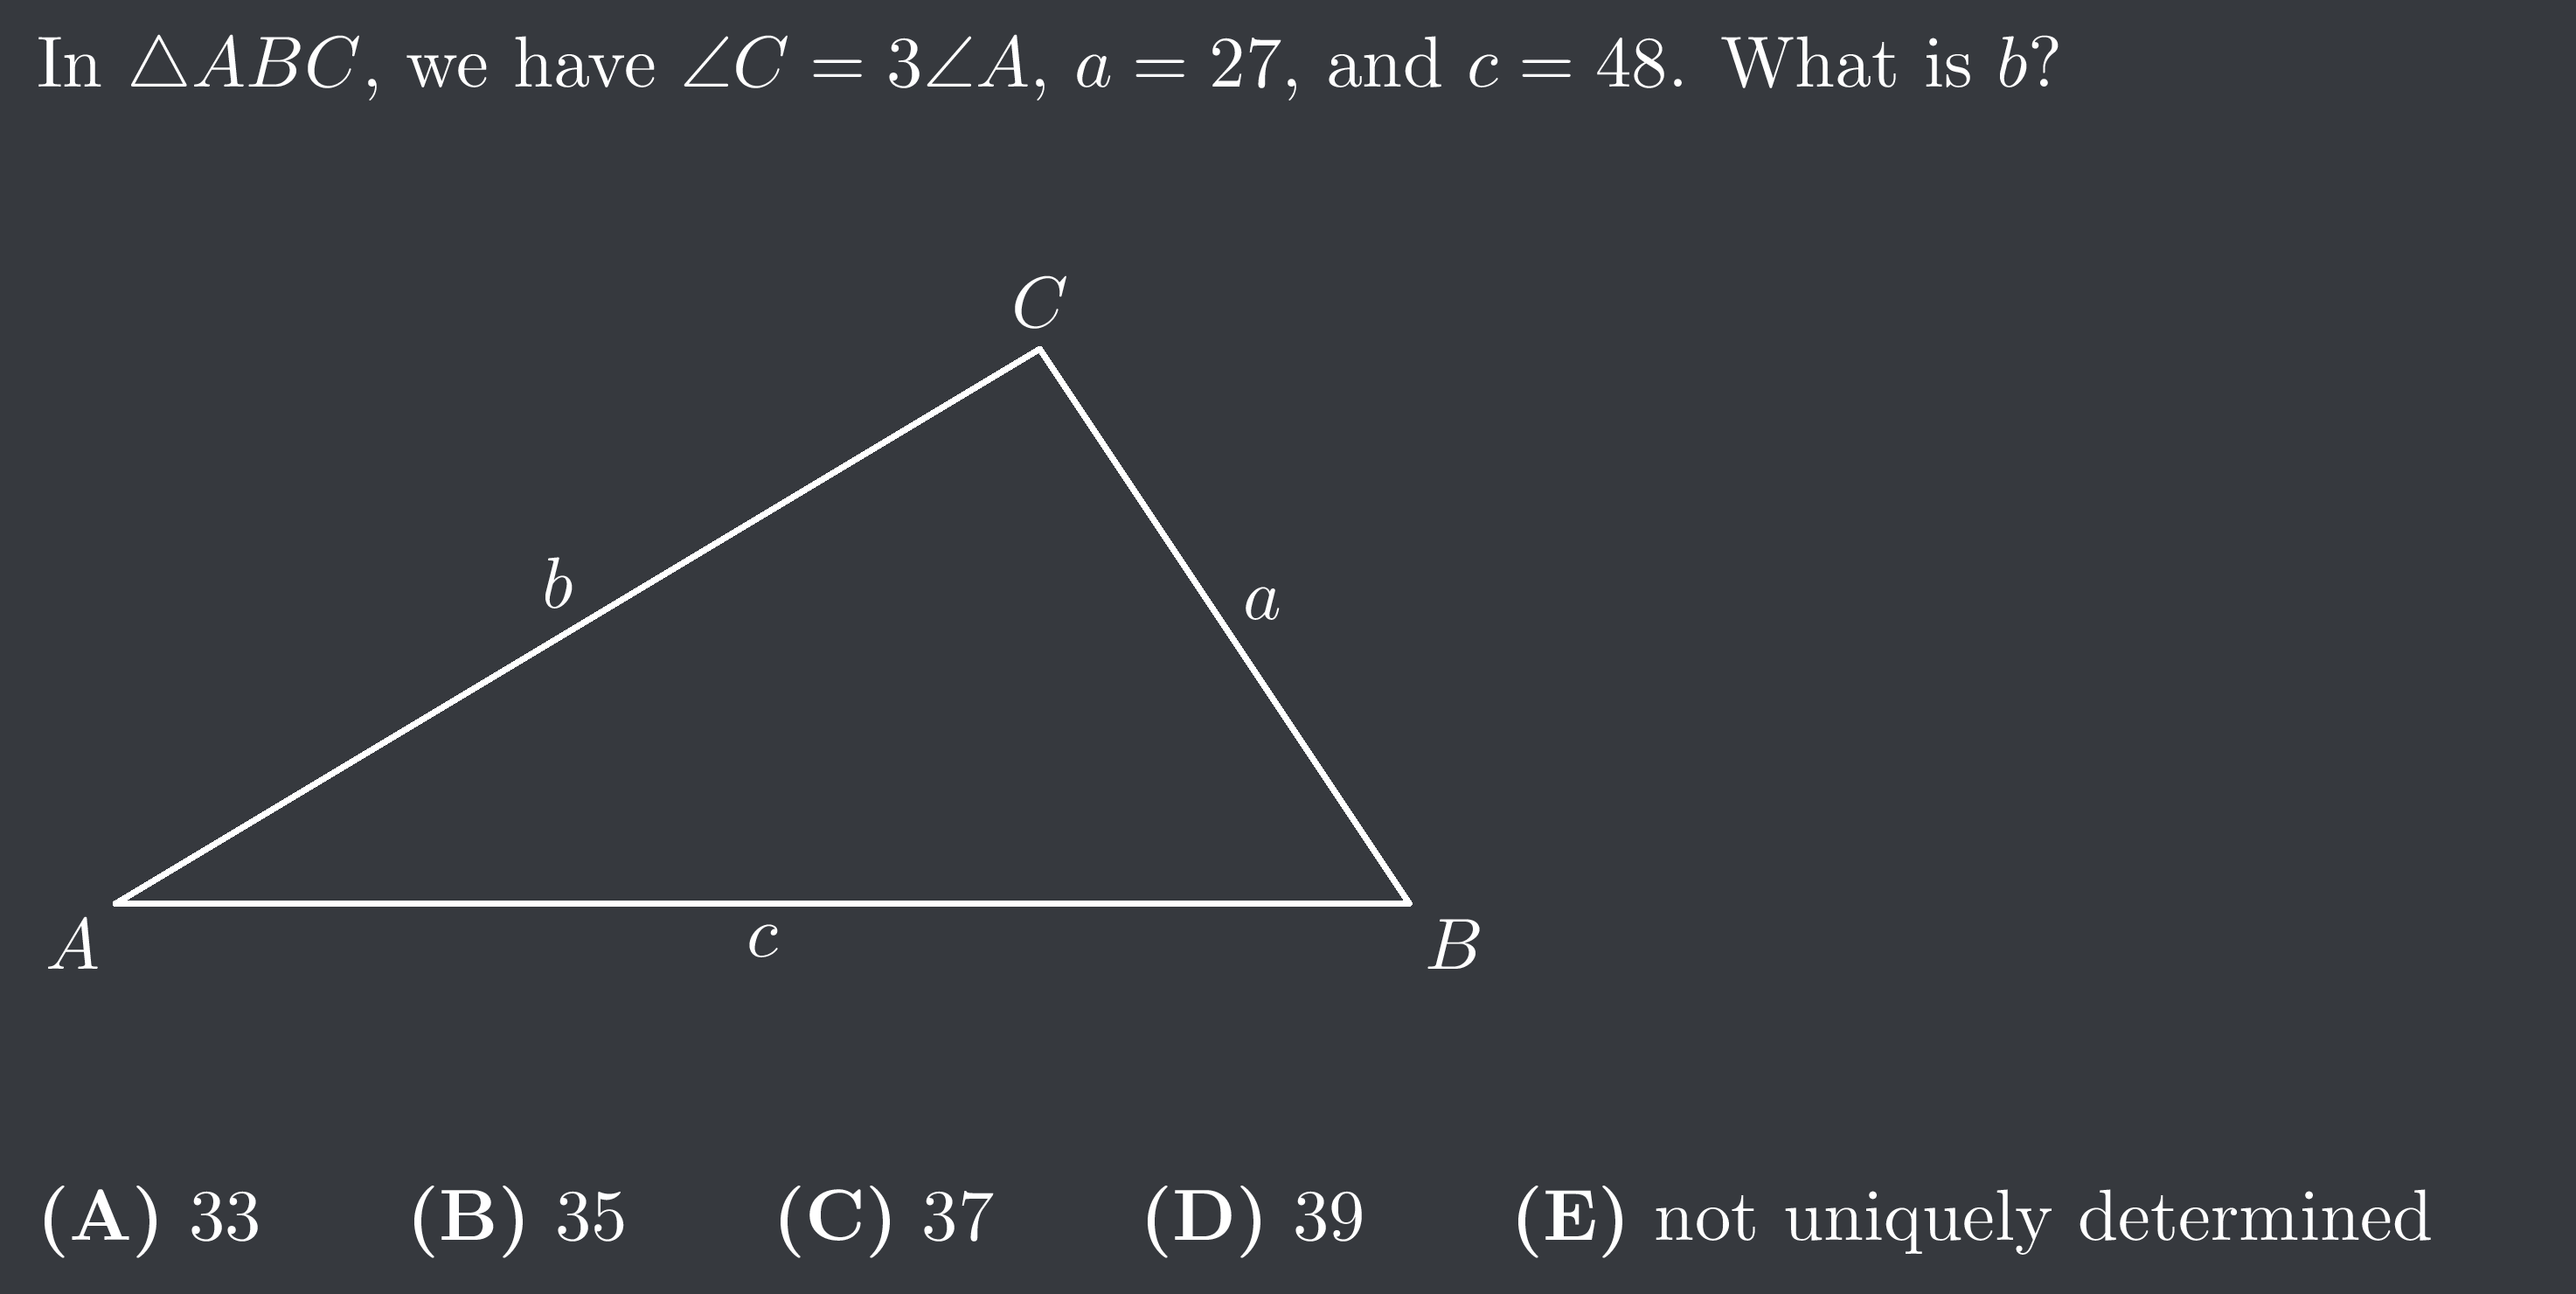 In △ABC, we have ∠C = 3∠A, a = 27, and c = 48. What is b?
C
b
a
A
c
B
(A) 33 (B) 35 (C) 37 (D) 39 (E) not uniquely determined